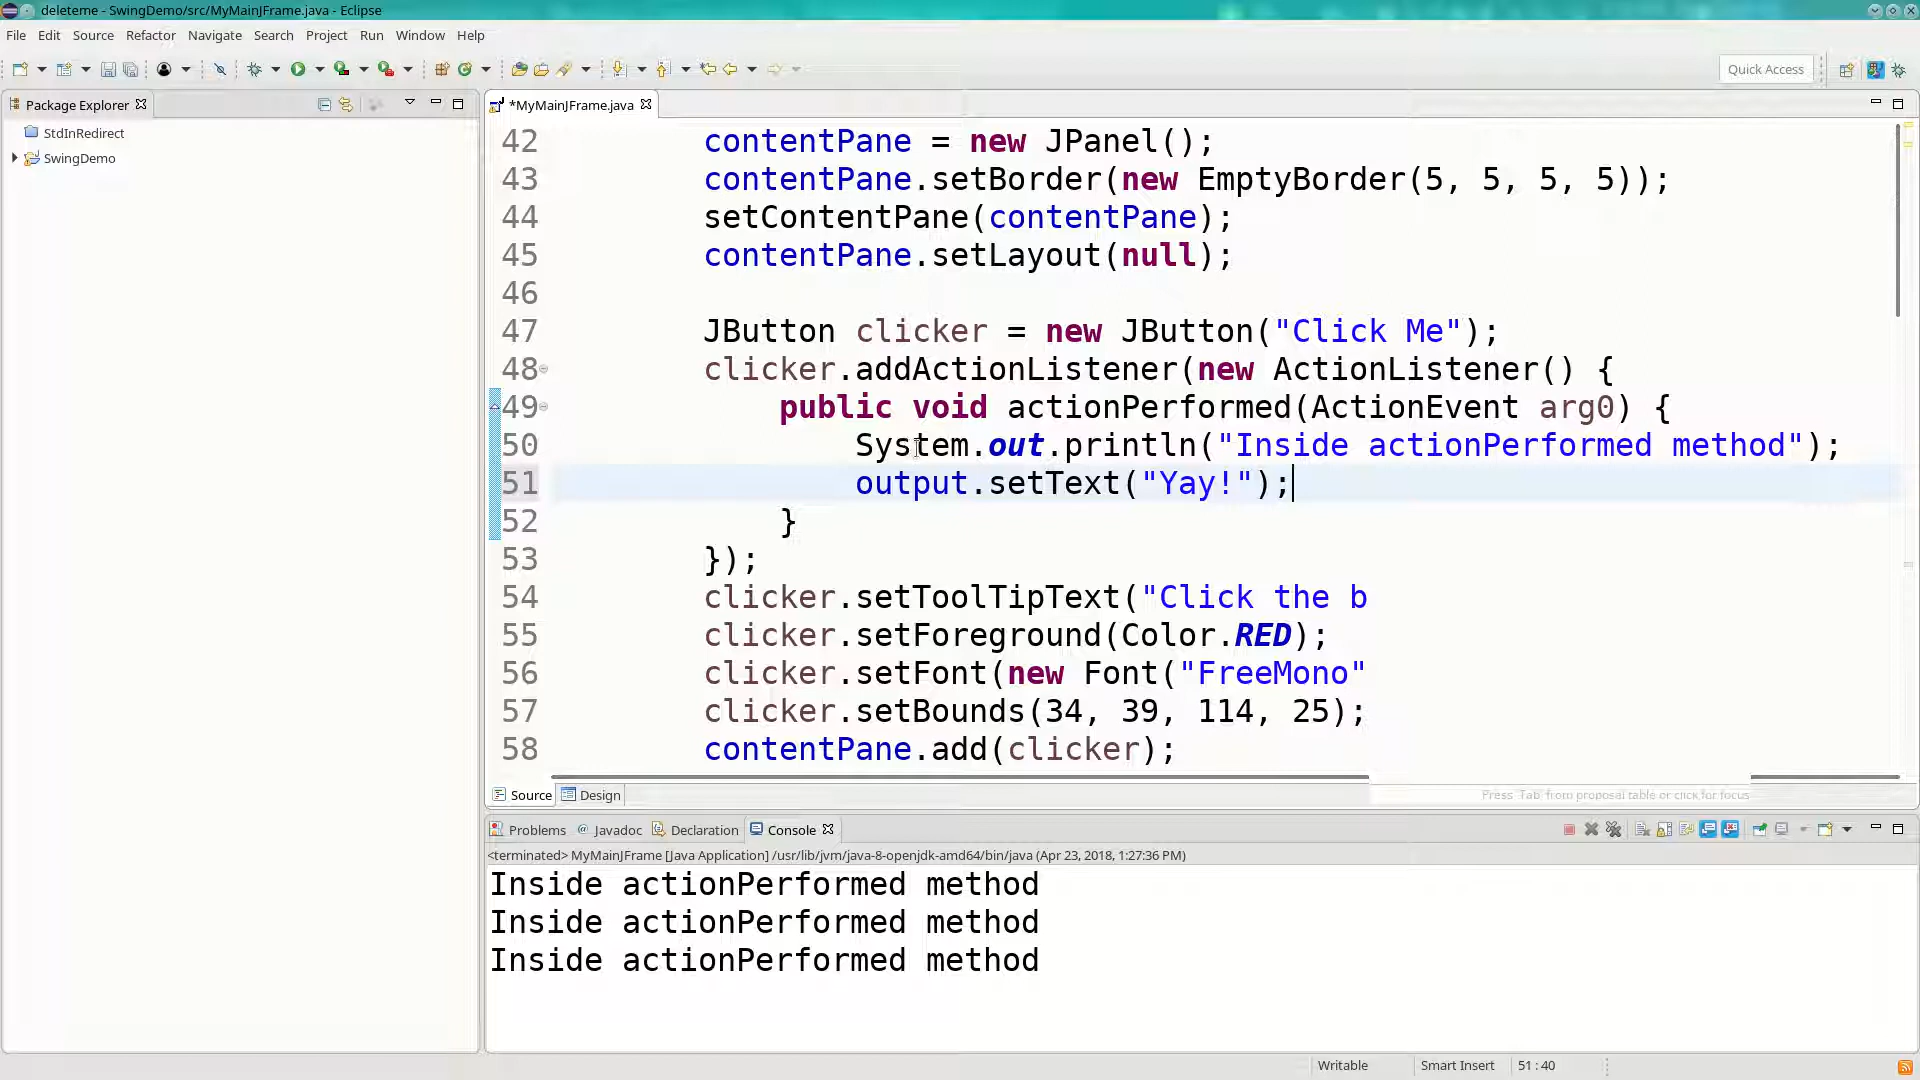 deleteme - SwingDemo/src/MyMainJFrame.java - Eclipse
File Edit Source Refactor Navigate Search Project Run Window Help
Quick Access
Package Explorer
*MyMainJFrame.java
StdInRedirect
SwingDemo
42 contentPane = new JPanel();
43 contentPane.setBorder(new EmptyBorder(5, 5, 5, 5));
44 setContentPane(contentPane);
45 contentPane.setLayout(null);
46
47 JButton clicker = new JButton("Click Me");
48 clicker.addActionListener(new ActionListener() {
49 public void actionPerformed(ActionEvent arg0) {
50 System.out.println("Inside actionPerformed method");
51 output.setText("Yay!");
52 }
53 });
54 clicker.setToolTipText("Click the b
55 clicker.setForeground(Color.RED);
56 clicker.setFont(new Font("FreeMono"
57 clicker.setBounds(34, 39, 114, 25);
58 contentPane.add(clicker);
Source Design
Press 'Tab' from proposal table or click for focus
Problems Javadoc Declaration Console
<terminated> MyMainJFrame [Java Application] /usr/lib/jvm/java-8-openjdk-amd64/bin/java (Apr 23, 2018, 1:27:36 PM)
Inside actionPerformed method
Inside actionPerformed method
Inside actionPerformed method
Writable Smart Insert 51 : 40